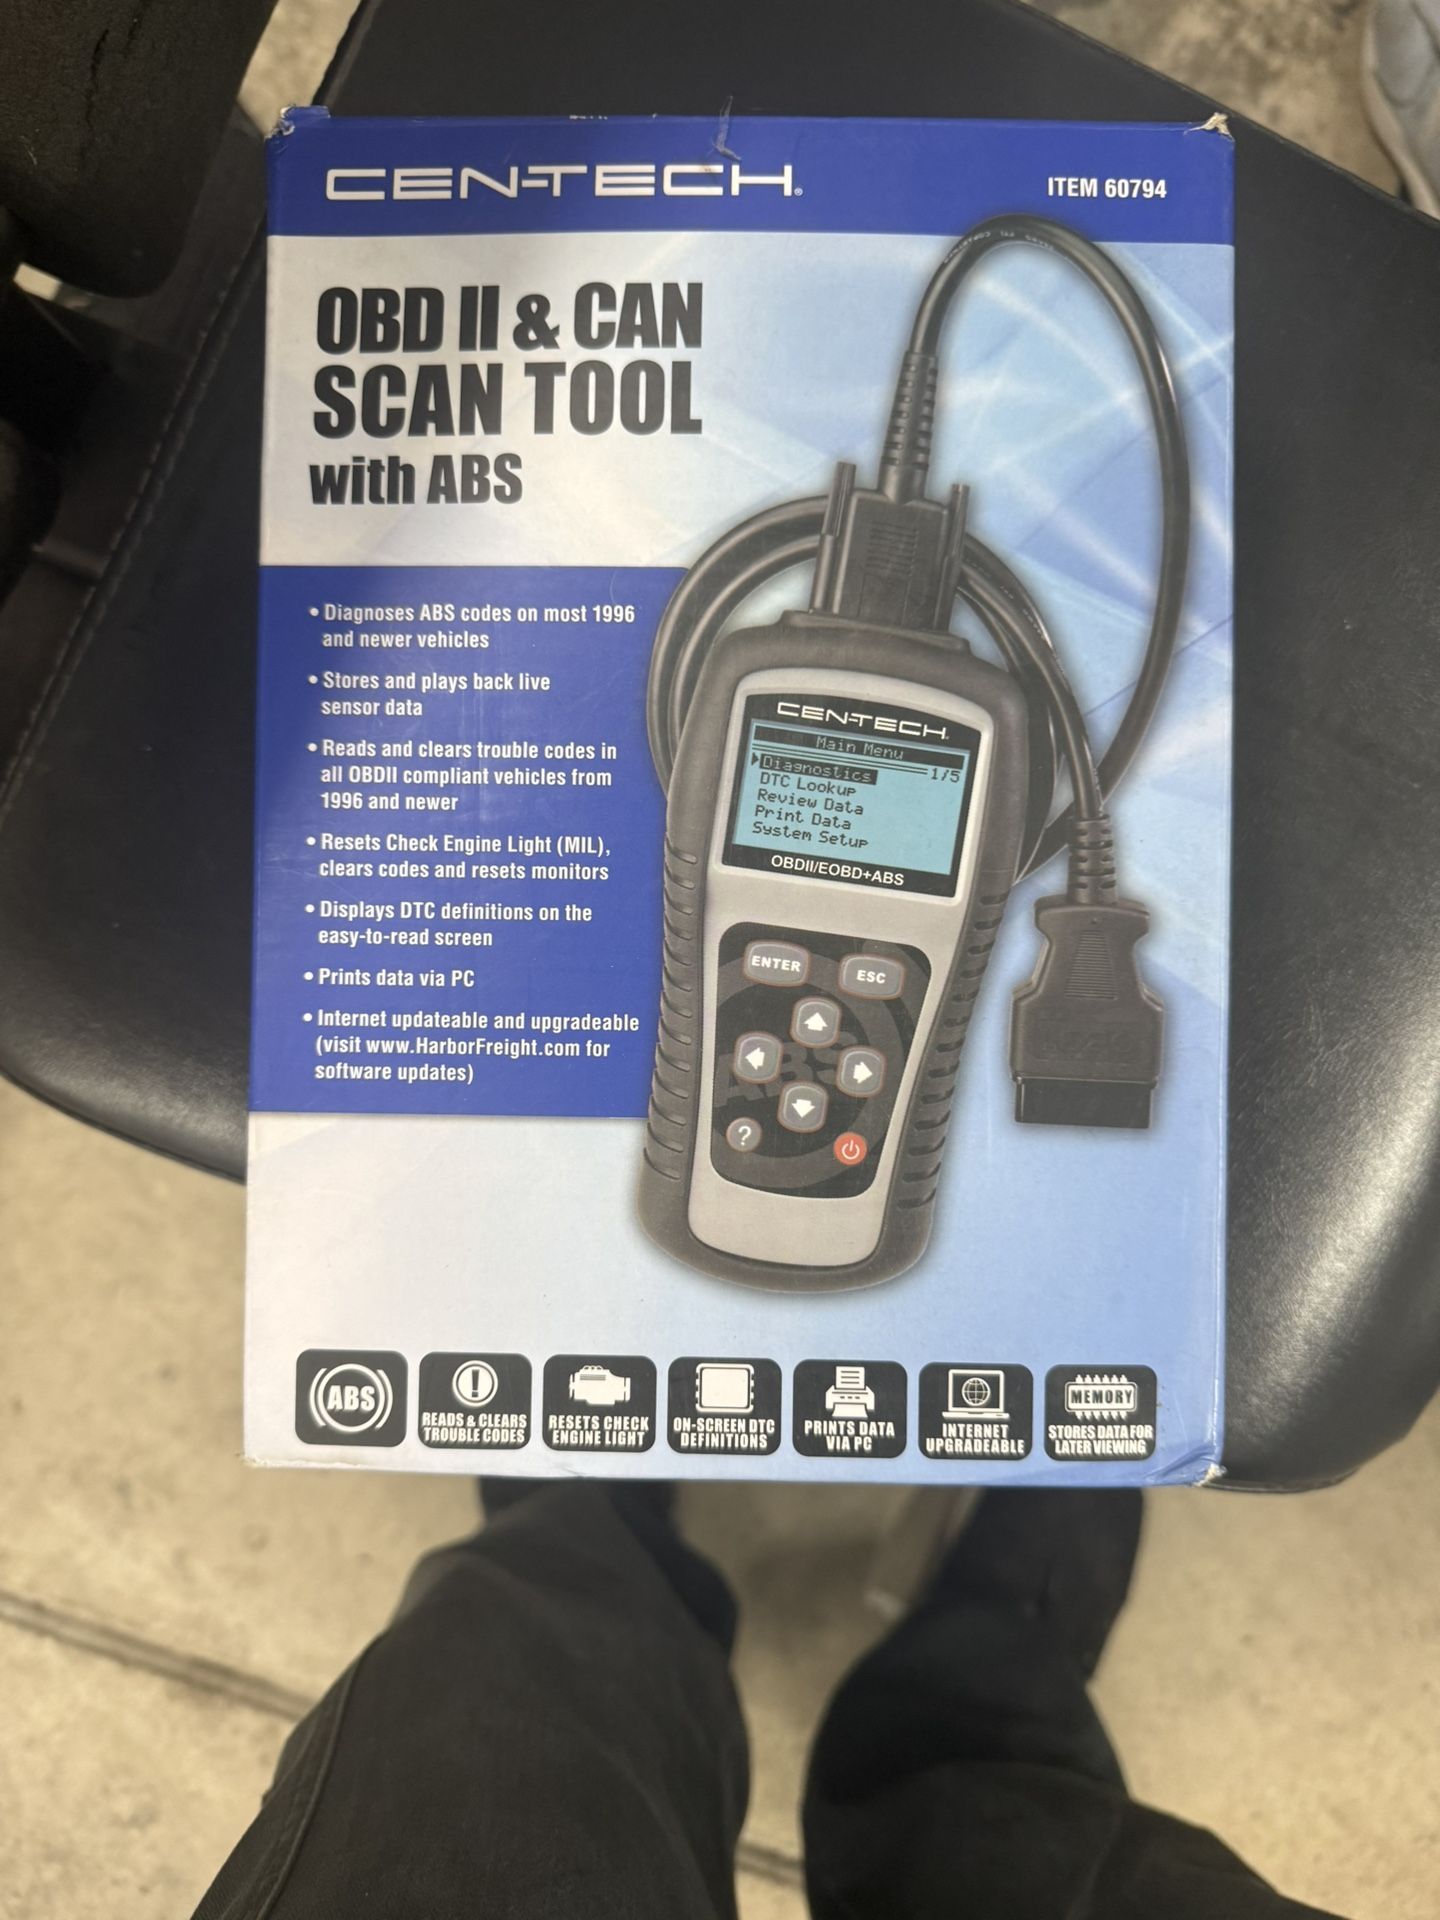 CEN-TECH®
ITEM 60794
OBD II & CAN
SCAN TOOL
with ABS
• Diagnoses ABS codes on most 1996
and newer vehicles
• Stores and plays back live
sensor data
• Reads and clears trouble codes in
all OBDII compliant vehicles from
1996 and newer
• Resets Check Engine Light (MIL),
clears codes and resets monitors
• Displays DTC definitions on the
easy-to-read screen
• Prints data via PC
• Internet updateable and upgradeable
(visit www.HarborFreight.com for
software updates)
CEN-TECH.
Main Menu
Diagnostics 1/5
DTC Lookup
Review Data
Print Data
System Setup
OBDII/EOBD+ABS
ENTER
ESC
ABS
?
ABS
READS & CLEARS
TROUBLE CODES
RESETS CHECK
ENGINE LIGHT
ON-SCREEN DTC
DEFINITIONS
PRINTS DATA
VIA PC
INTERNET
UPGRADEABLE
MEMORY
STORES DATA FOR
LATER VIEWING